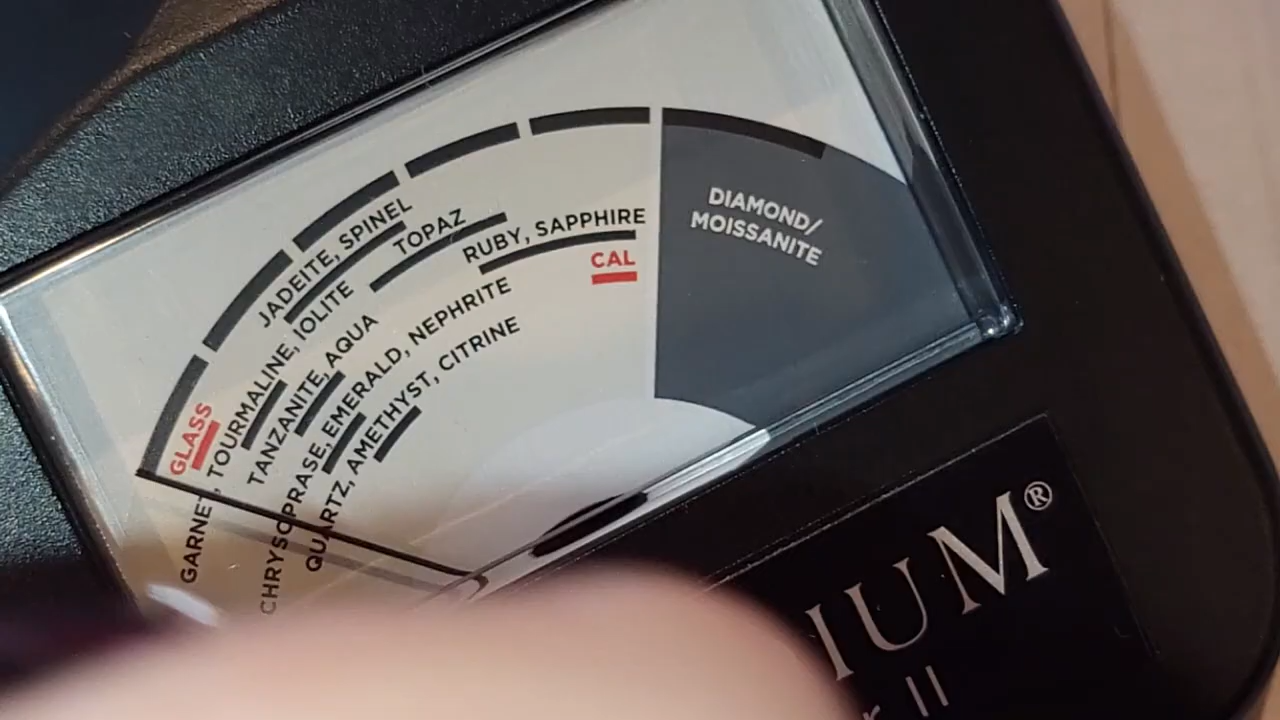 DIAMOND/
MOISSANITE
JADEITE, SPINEL
TOPAZ
RUBY, SAPPHIRE
CAL
GLASS
GARNET, TOURMALINE, IOLITE
TANZANITE, AQUA
CHRYSOPRASE, EMERALD, NEPHRITE
QUARTZ, AMETHYST, CITRINE
IUM®
r II